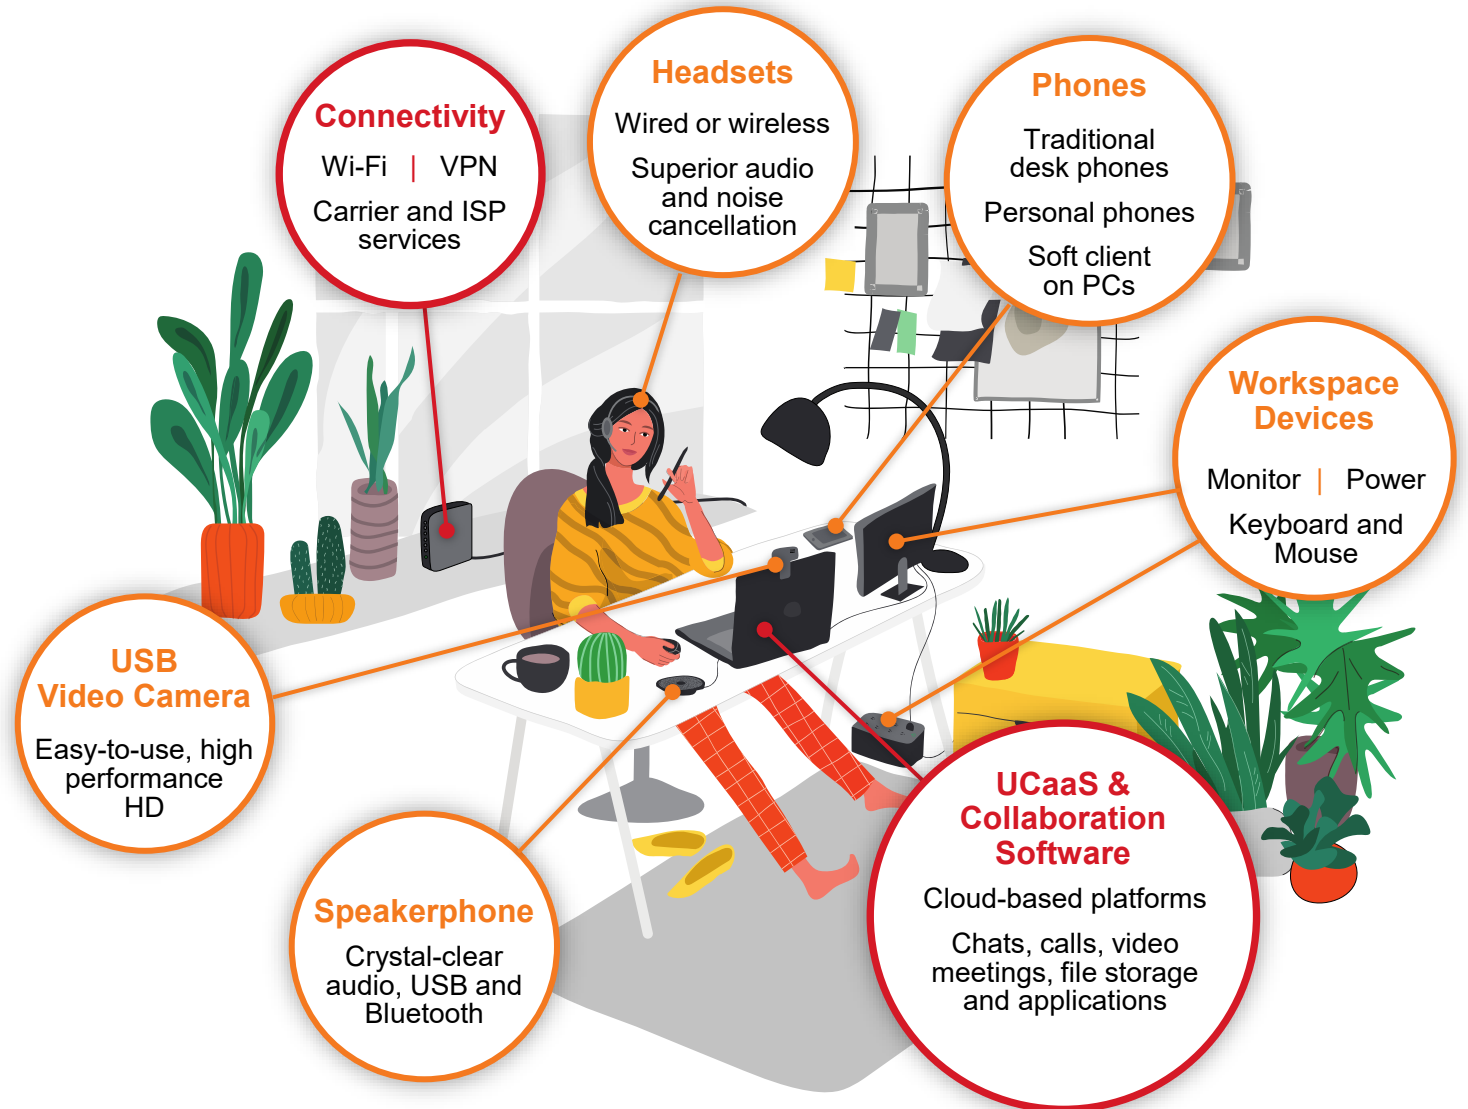 Connectivity
Wi-Fi | VPN
Carrier and ISP
services
Headsets
Wired or wireless
Superior audio
and noise
cancellation
Phones
Traditional
desk phones
Personal phones
Soft client
on PCs
Workspace
Devices
Monitor | Power
Keyboard and
Mouse
USB
Video Camera
Easy-to-use, high
performance
HD
Speakerphone
Crystal-clear
audio, USB and
Bluetooth
UCaaS &
Collaboration
Software
Cloud-based platforms
Chats, calls, video
meetings, file storage
and applications